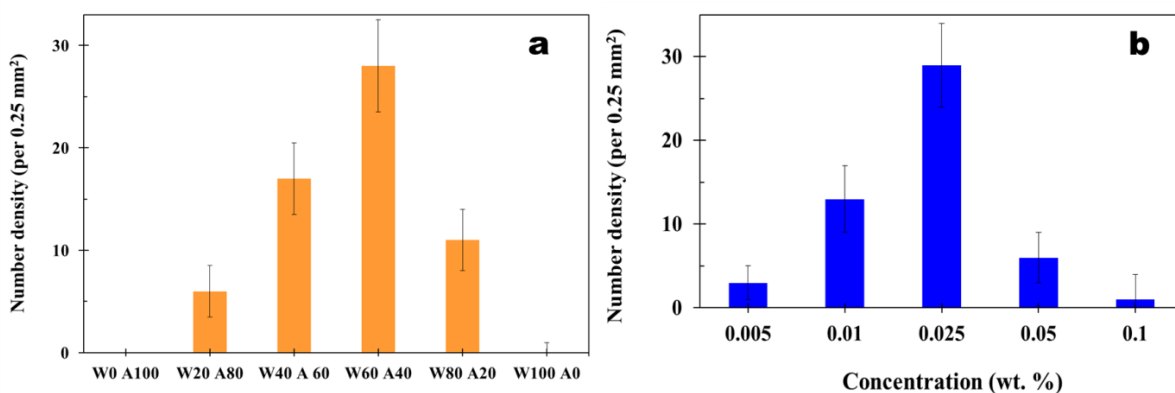 a
Number density (per 0.25 mm²)
30
20
10
0
W0 A100 W20 A80 W40 A 60 W60 A40 W80 A20 W100 A0
b
Number density (per 0.25 mm²)
30
20
10
0
0.005 0.01 0.025 0.05 0.1
Concentration (wt. %)